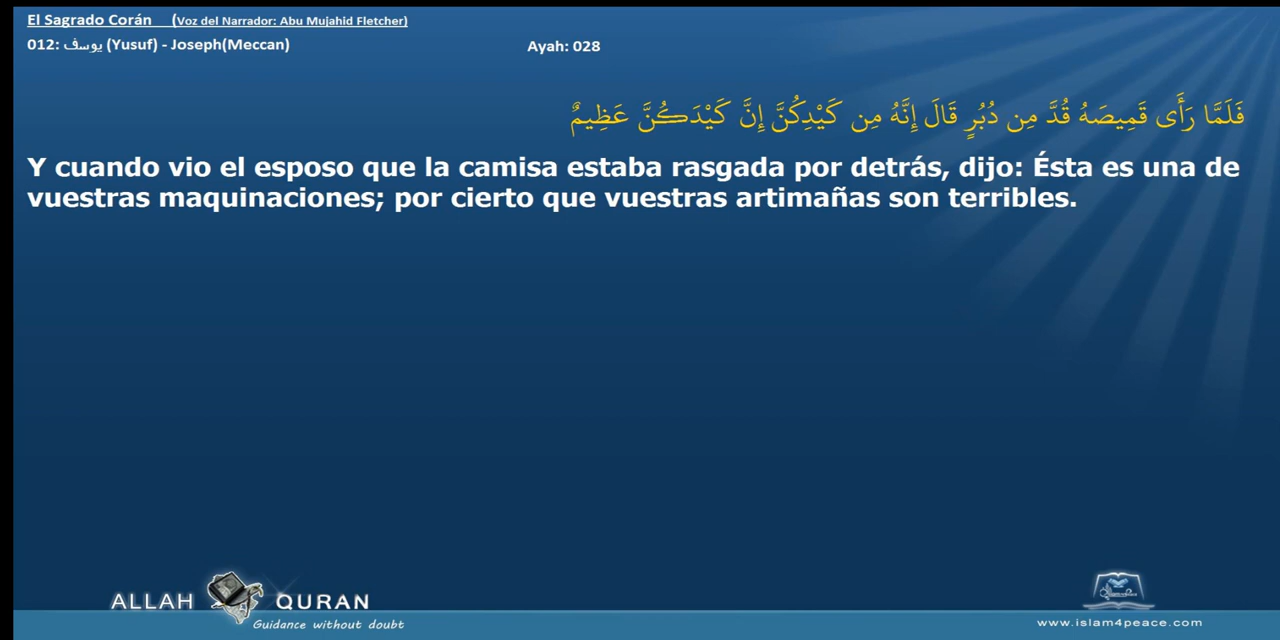 El Sagrado Corán (Voz del Narrador: Abu Mujahid Fletcher)
012: يوسف (Yusuf) - Joseph(Meccan) Ayah: 028
فَلَمَّا رَأَى قَمِيصَهُ قُدَّ مِن دُبُرٍ قَالَ إِنَّهُ مِن كَيْدِكُنَّ إِنَّ كَيْدَكُنَّ عَظِيمٌ
Y cuando vio el esposo que la camisa estaba rasgada por detrás, dijo: Ésta es una de
vuestras maquinaciones; por cierto que vuestras artimañas son terribles.
ALLAH QURAN
Guidance without doubt
www.islam4peace.com